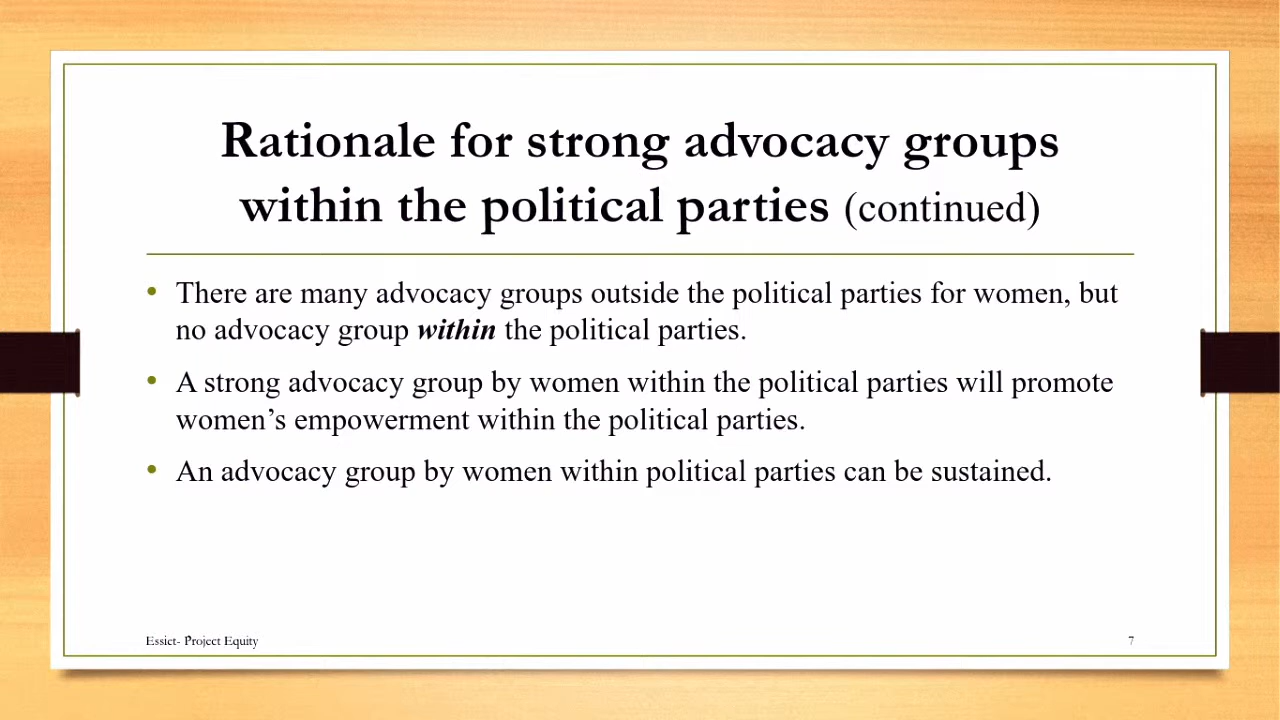 Rationale for strong advocacy groups
within the political parties (continued)
• There are many advocacy groups outside the political parties for women, but
no advocacy group within the political parties.
• A strong advocacy group by women within the political parties will promote
women’s empowerment within the political parties.
• An advocacy group by women within political parties can be sustained.
Essiet- Project Equity
7